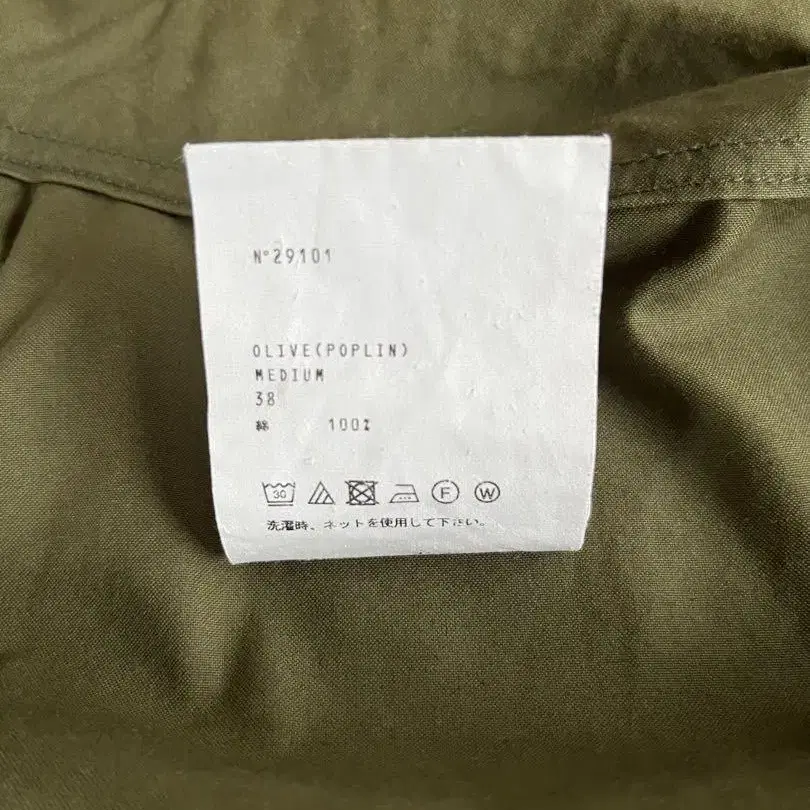 N°29101
OLIVE(POPLIN)
MEDIUM
38
綿 100%
30 F W
洗濯時、ネットを使用して下さい。